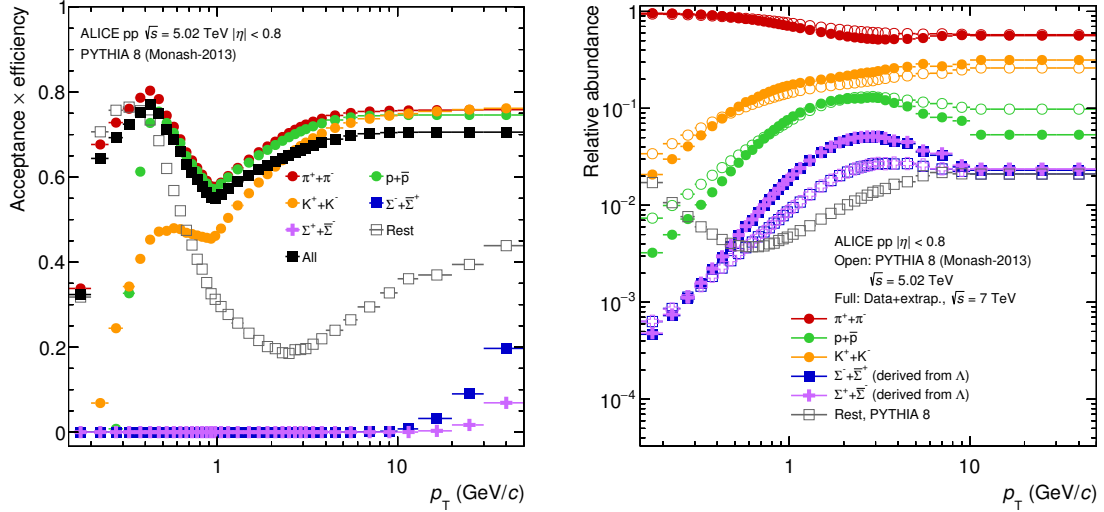 ALICE pp √s = 5.02 TeV |η| < 0.8
PYTHIA 8 (Monash-2013)
Acceptance × efficiency
1
0.8
0.6
0.4
0.2
0
π⁺+π⁻
p+p̅
K⁺+K⁻
Σ⁻+Σ̅⁺
Σ⁺+Σ̅⁻
Rest
All
1
10
p_T (GeV/c)
Relative abundance
1
10⁻¹
10⁻²
10⁻³
10⁻⁴
ALICE pp |η| < 0.8
Open: PYTHIA 8 (Monash-2013)
√s = 5.02 TeV
Full: Data+extrap., √s = 7 TeV
π⁺+π⁻
p+p̅
K⁺+K⁻
Σ⁻+Σ̅⁺ (derived from Λ)
Σ⁺+Σ̅⁻ (derived from Λ)
Rest, PYTHIA 8
1
10
p_T (GeV/c)